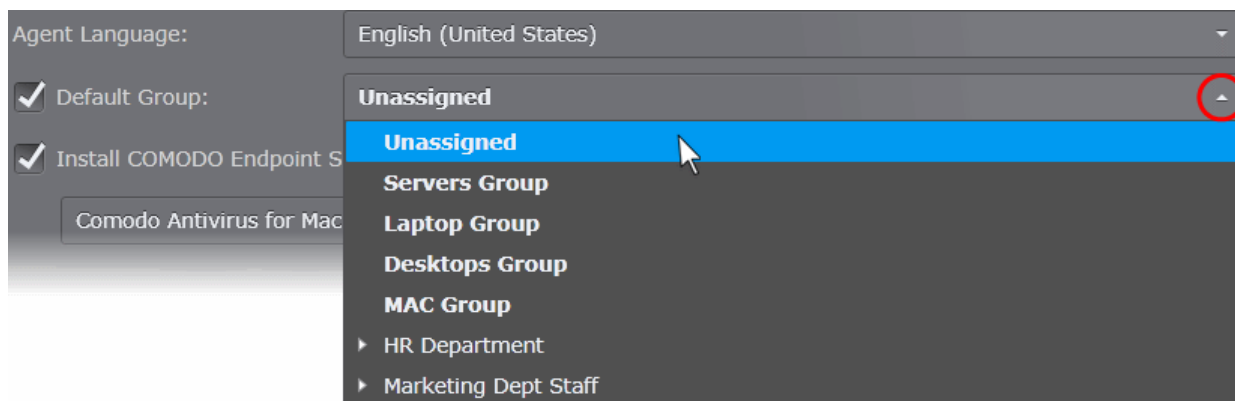 Agent Language: English (United States)
Default Group: Unassigned
Unassigned
Install COMODO Endpoint S
Servers Group
Comodo Antivirus for Mac
Laptop Group
Desktops Group
MAC Group
HR Department
Marketing Dept Staff